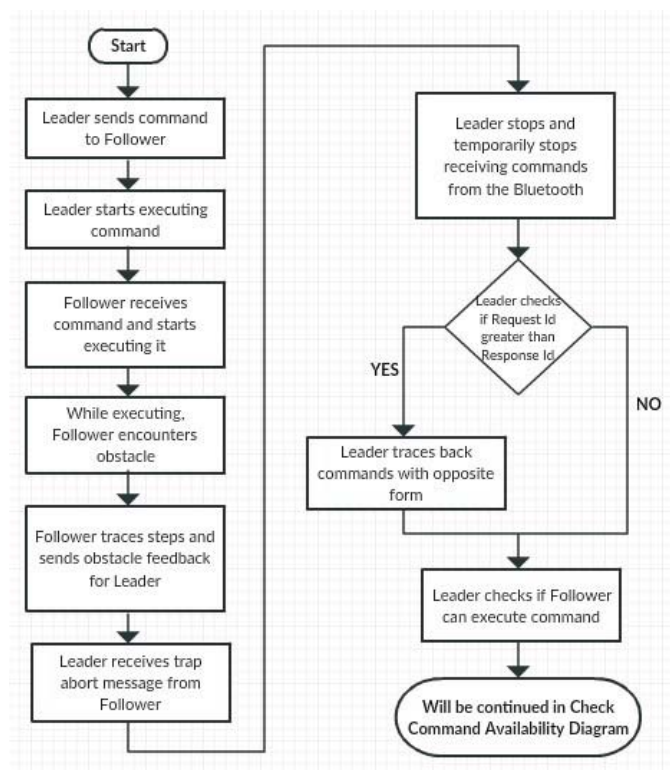 Start
Leader sends command
to Follower
Leader starts executing
command
Follower receives
command and starts
executing it
While executing,
Follower encounters
obstacle
Follower traces steps and
sends obstacle feedback
for Leader
Leader receives trap
abort message from
Follower
Leader stops and
temporarily stops
receiving commands
from the Bluetooth
Leader checks
if Request Id
greater than
Response Id
YES
NO
Leader traces back
commands with opposite
form
Leader checks if Follower
can execute command
Will be continued in Check
Command Availability Diagram